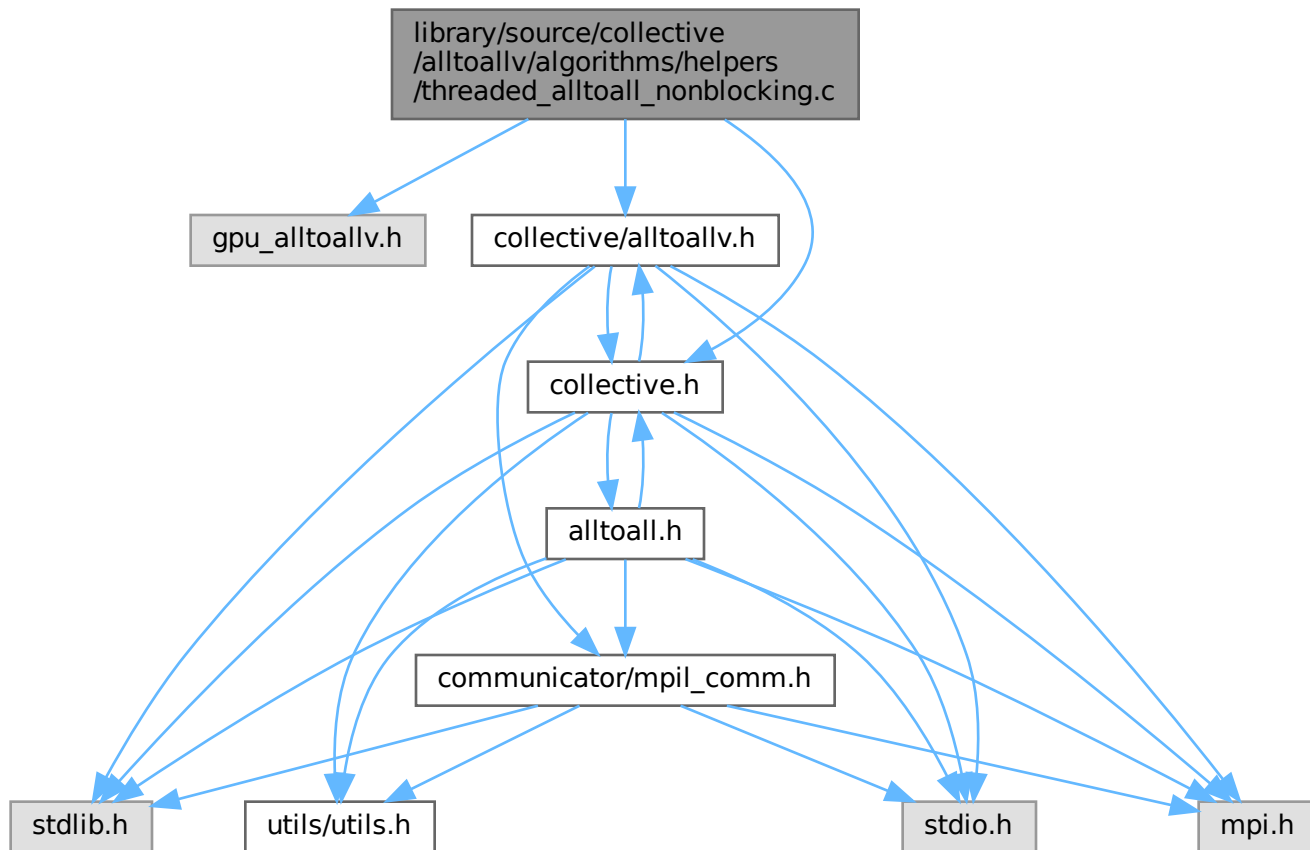 library/source/collective
/alltoallv/algorithms/helpers
/threaded_alltoall_nonblocking.c
gpu_alltoallv.h
collective/alltoallv.h
collective.h
alltoall.h
communicator/mpil_comm.h
stdlib.h
utils/utils.h
stdio.h
mpi.h